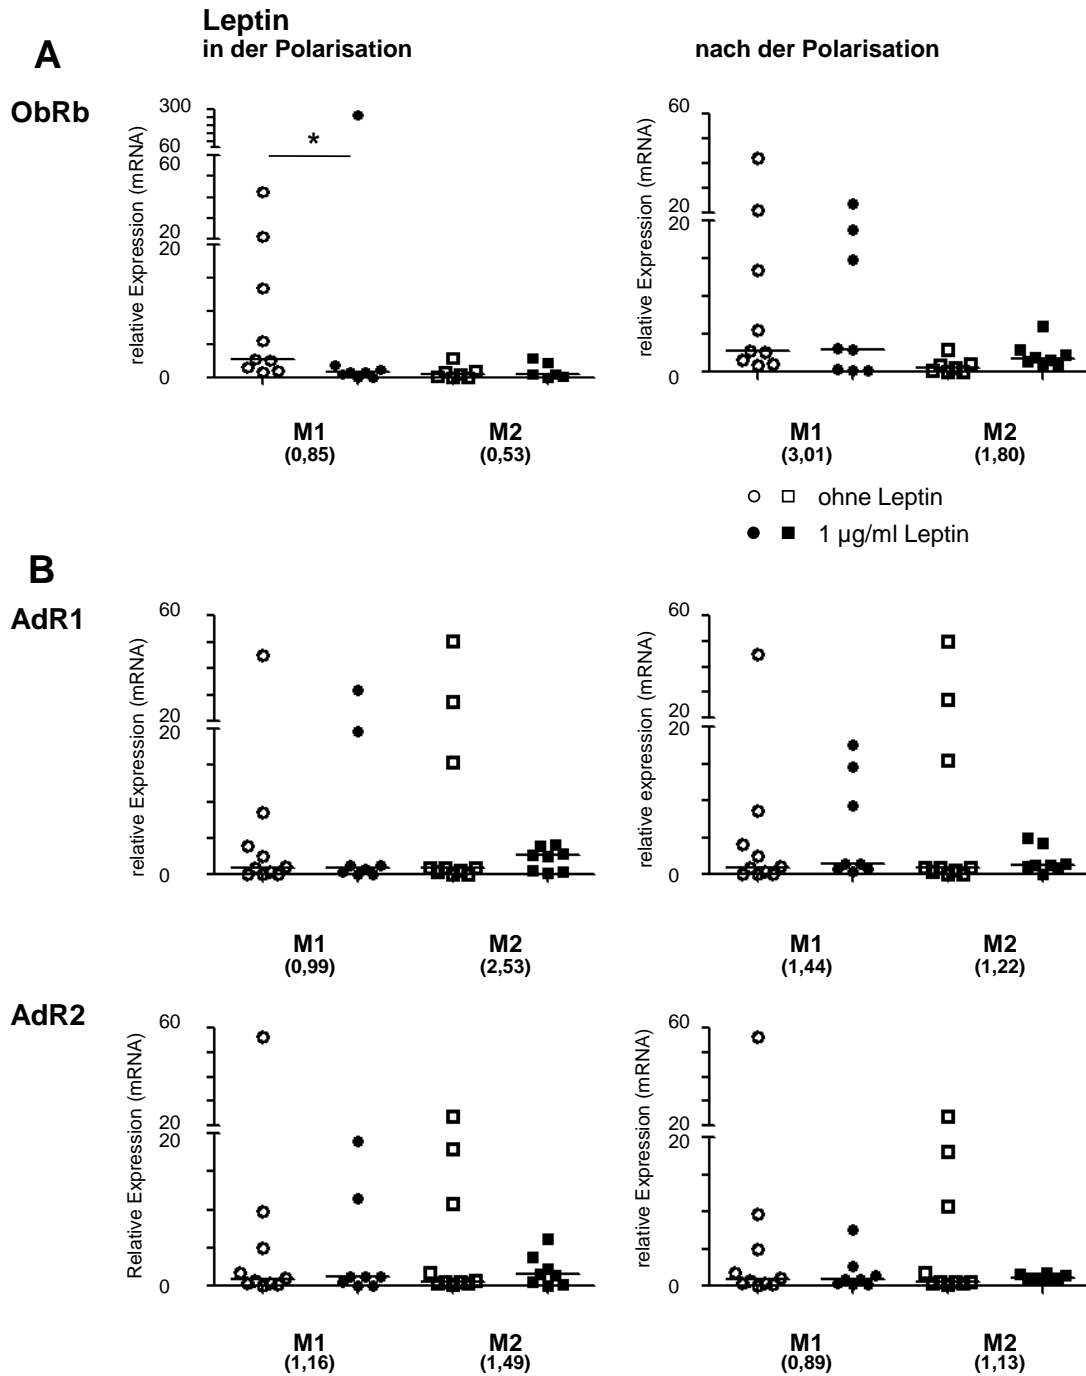 Leptin
in der Polarisation
nach der Polarisation
A
ObRb
relative Expression (mRNA)
300
60
60
20
20
0
*
M1
(0,85)
M2
(0,53)
relative Expression (mRNA)
60
20
20
0
M1
(3,01)
M2
(1,80)
ohne Leptin
1 µg/ml Leptin
B
AdR1
relative Expression (mRNA)
60
20
20
0
M1
(0,99)
M2
(2,53)
relative expression (mRNA)
60
20
20
0
M1
(1,44)
M2
(1,22)
AdR2
Relative Expression (mRNA)
60
20
20
0
M1
(1,16)
M2
(1,49)
relative Expression (mRNA)
60
20
20
0
M1
(0,89)
M2
(1,13)